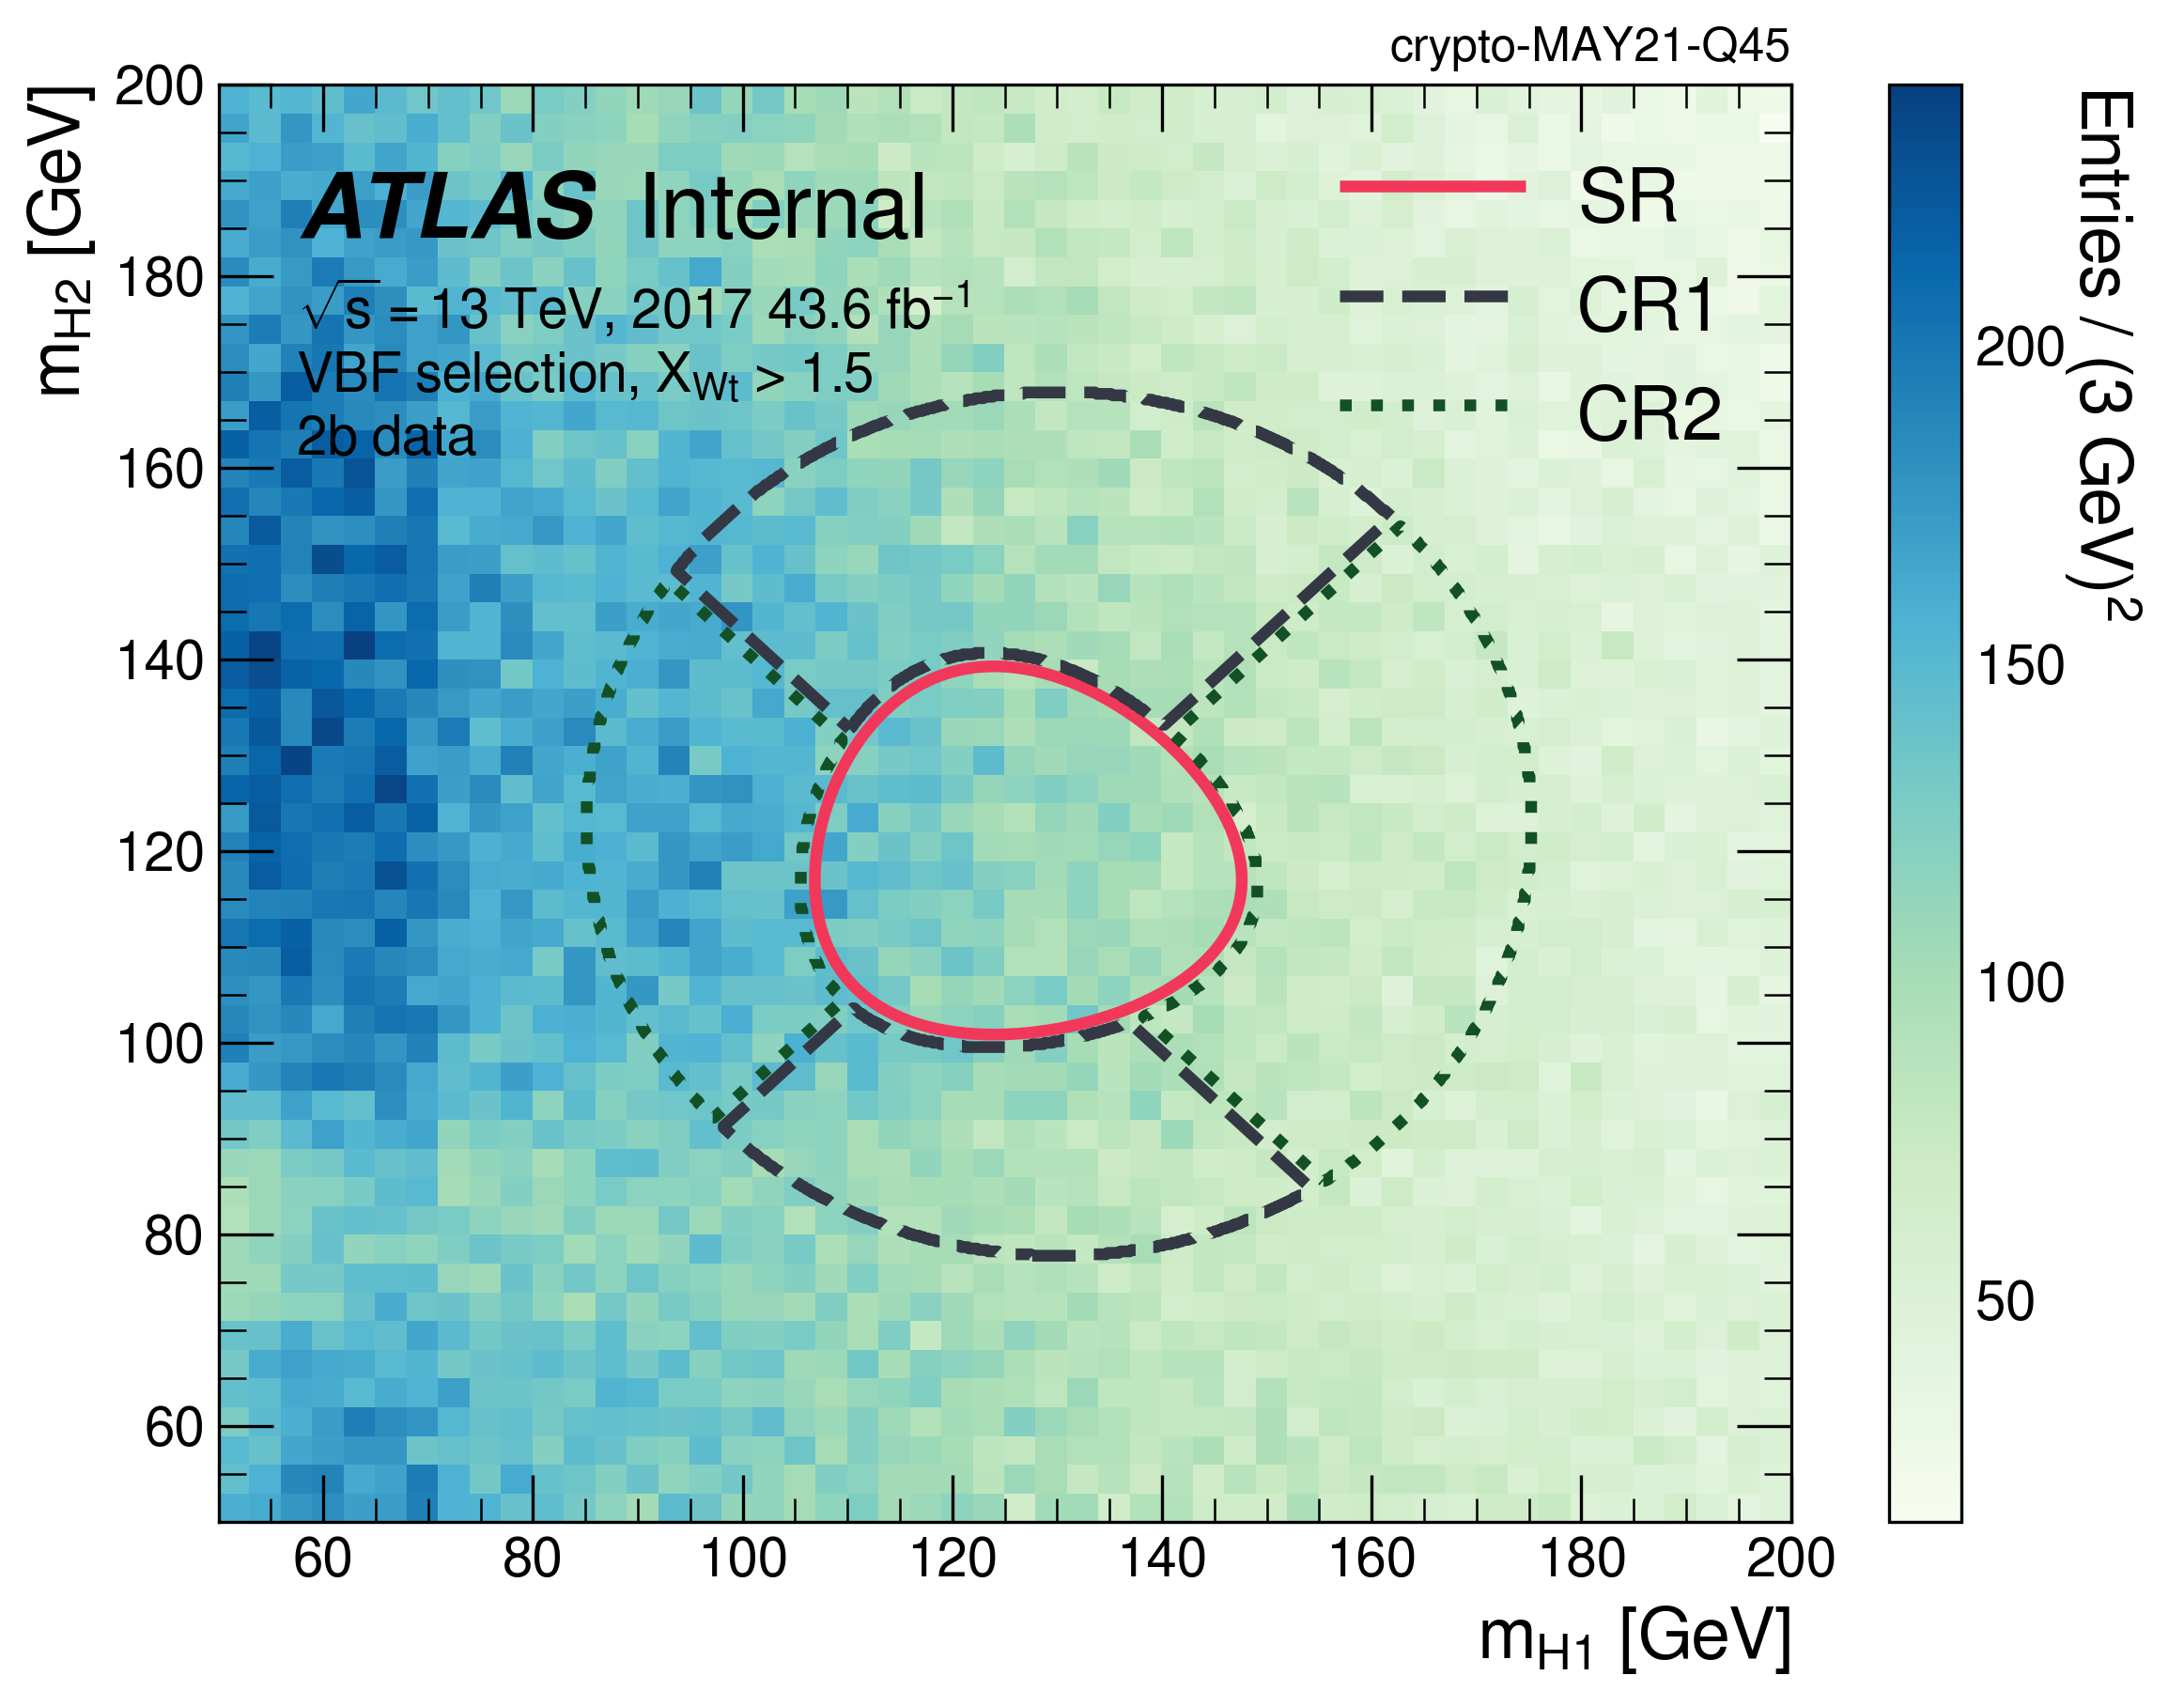 crypto-MAY21-Q45
ATLAS Internal
√s = 13 TeV, 2017 43.6 fb⁻¹
VBF selection, X_Wt > 1.5
2b data
SR
CR1
CR2
m_H2 [GeV]
200
180
160
140
120
100
80
60
60 80 100 120 140 160 180 200
m_H1 [GeV]
200
150
100
50
Entries / (3 GeV)²